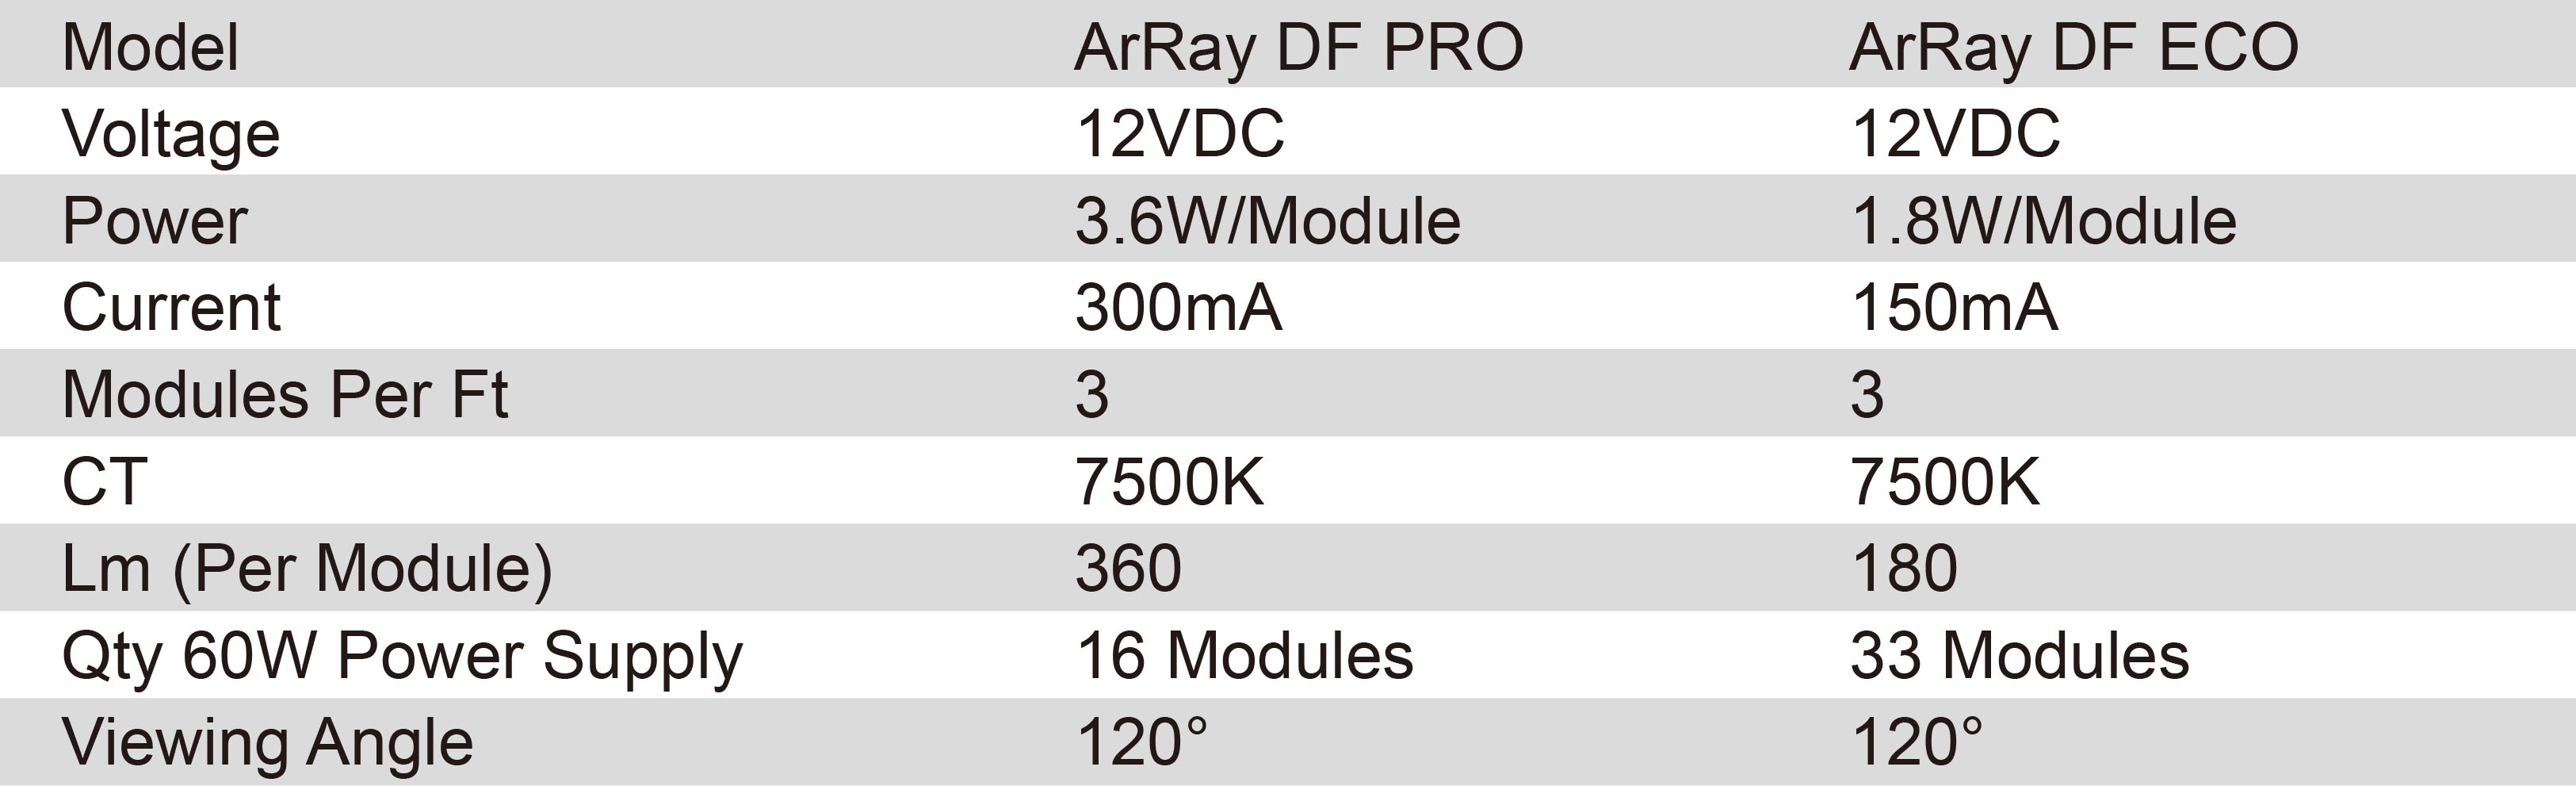 Model ArRay DF PRO ArRay DF ECO
Voltage 12VDC 12VDC
Power 3.6W/Module 1.8W/Module
Current 300mA 150mA
Modules Per Ft 3 3
CT 7500K 7500K
Lm (Per Module) 360 180
Qty 60W Power Supply 16 Modules 33 Modules
Viewing Angle 120° 120°